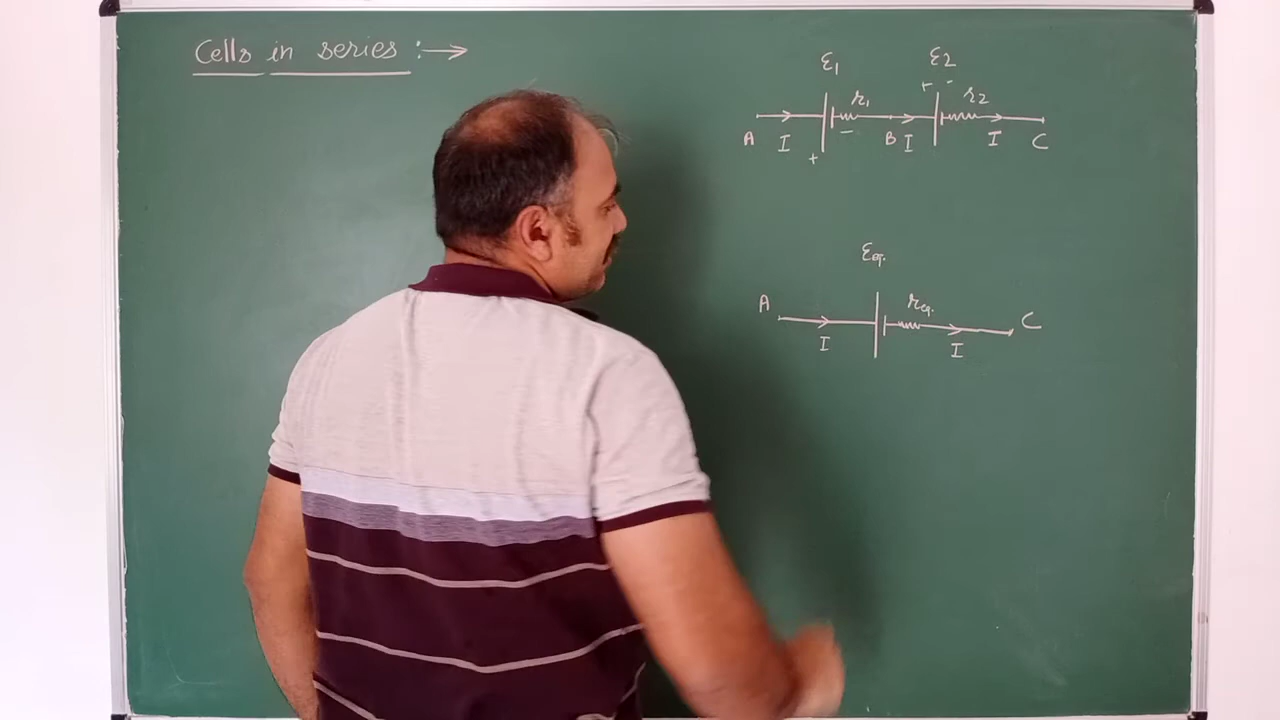 Cells in series :→
ε1 ε2
+ -
r1 r2
A I - B I I C
+
εeq.
A req. C
I I